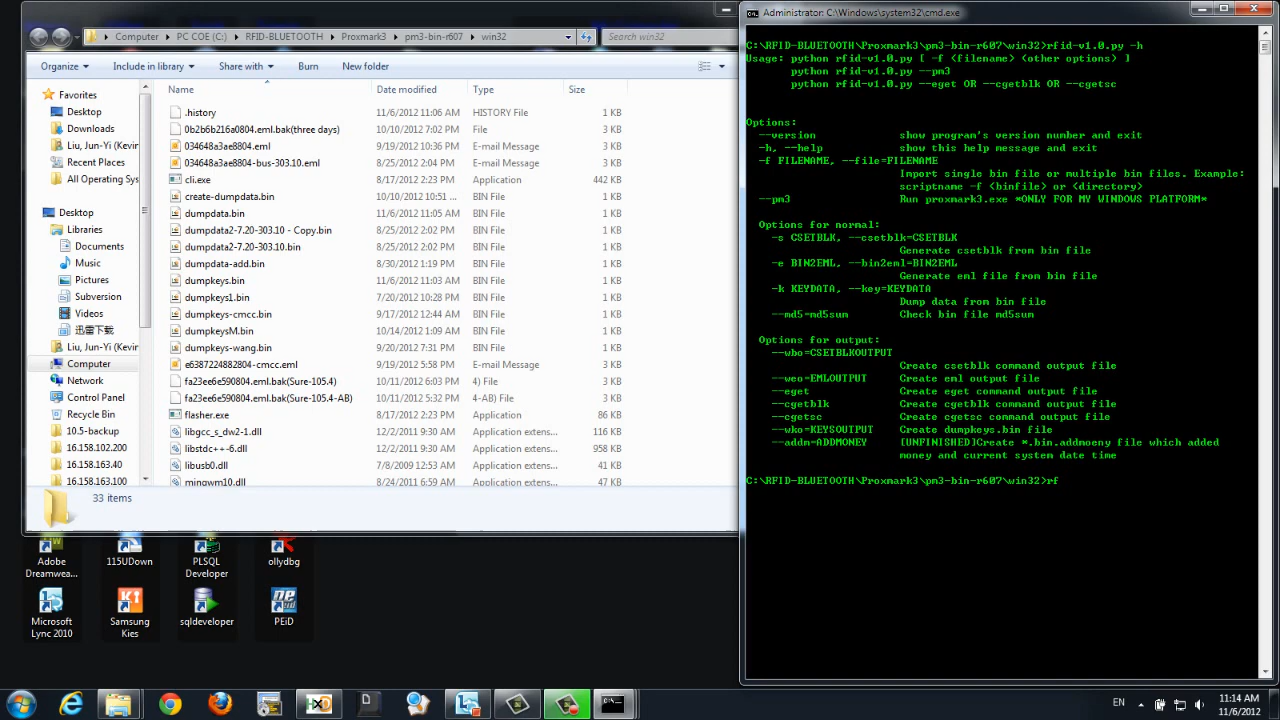 Computer ▸ PC COE (C:) ▸ RFID-BLUETOOTH ▸ Proxmark3 ▸ pm3-bin-r607 ▸ win32
Search win32
Organize Include in library Share with Burn New folder
Favorites
Desktop
Downloads
Liu, Jun-Yi (Kevin
Recent Places
All Operating Sys
Desktop
Libraries
Documents
Music
Pictures
Subversion
Videos
迅雷下载
Liu, Jun-Yi (Kevin
Computer
Network
Control Panel
Recycle Bin
10.5-backup
16.158.102.200
16.158.163.40
16.158.163.100
Name Date modified Type Size
.history 11/6/2012 11:06 AM HISTORY File 1 KB
0b2b6b216a0804.eml.bak(three days) 10/10/2012 7:02 PM File 1 KB
034648a3ae8804.eml 9/19/2012 10:36 PM E-mail Message 1 KB
034648a3ae8804-bus-303.10.eml 8/25/2012 2:04 PM E-mail Message 1 KB
cli.exe 8/17/2012 2:23 PM Application 442 KB
create-dumpdata.bin 10/10/2012 10:51 ... BIN File 1 KB
dumpdata.bin 11/6/2012 11:05 AM BIN File 1 KB
dumpdata2-7.20-303.10 - Copy.bin 8/25/2012 2:02 PM BIN File 1 KB
dumpdata2-7.20-303.10.bin 8/25/2012 2:02 PM BIN File 1 KB
dumpdata-add.bin 8/30/2012 1:19 PM BIN File 1 KB
dumpkeys.bin 11/6/2012 11:03 AM BIN File 1 KB
dumpkeys1.bin 7/20/2012 10:28 PM BIN File 1 KB
dumpkeys-cmcc.bin 9/17/2012 12:44 AM BIN File 1 KB
dumpkeysM.bin 10/14/2012 1:09 PM BIN File 1 KB
dumpkeys-wang.bin 9/20/2012 7:31 PM BIN File 1 KB
e6387224882804-cmcc.eml 9/19/2012 5:58 PM E-mail Message 1 KB
fa23ee6e590804.eml.bak(Sure-105.4) 10/11/2012 6:03 PM 4) File 1 KB
fa23ee6e590804.eml.bak(Sure-105.4-AB) 10/11/2012 5:32 PM 4-AB) File 1 KB
flasher.exe 8/17/2012 2:23 PM Application 86 KB
libgcc_s_dw2-1.dll 12/2/2011 9:30 AM Application extens... 116 KB
libstdc++-6.dll 12/2/2011 9:30 AM Application extens... 958 KB
libusb0.dll 7/8/2009 12:53 AM Application extens... 41 KB
mingwm10.dll 8/24/2011 6:59 AM Application extens... 47 KB
33 items
Administrator: C:\Windows\system32\cmd.exe
C:\RFID-BLUETOOTH\Proxmark3\pm3-bin-r607\win32>rfid-v1.0.py -h
Usage: python rfid-v1.0.py [ -f <filename> <other options> ]
python rfid-v1.0.py --pm3
python rfid-v1.0.py --eget OR --cgetblk OR --cgetsc
Options:
--version show program's version number and exit
-h, --help show this help message and exit
-f FILENAME, --file=FILENAME
Import single bin file or multiple bin files. Example:
scriptname -f <binfile> or <directory>
--pm3 Run proxmark3.exe *ONLY FOR MY WINDOWS PLATFORM*
Options for normal:
-s CSETBLK, --csetblk=CSETBLK
Generate csetblk from bin file
-e BIN2EML, --bin2eml=BIN2EML
Generate eml file from bin file
-k KEYDATA, --key=KEYDATA
Dump data from bin file
--md5=md5sum Check bin file md5sum
Options for output:
--wbo=CSETBLKOUTPUT
Create csetblk command output file
--weo=EMLOUTPUT Create eml output file
--eget Create eget command output file
--cgetblk Create cgetblk command output file
--cgetsc Create cgetsc command output file
--wko=KEYSOUTPUT Create dumpkeys.bin file
--addm=ADDMONEY [UNFINISHED]Create *.bin.addmoeny file which added
money and current system date time
C:\RFID-BLUETOOTH\Proxmark3\pm3-bin-r607\win32>rf
Adobe Dreamwea...
115UDown
PLSQL Developer
ollydbg
Microsoft Lync 2010
Samsung Kies
sqldeveloper
PEiD
EN
11:14 AM
11/6/2012